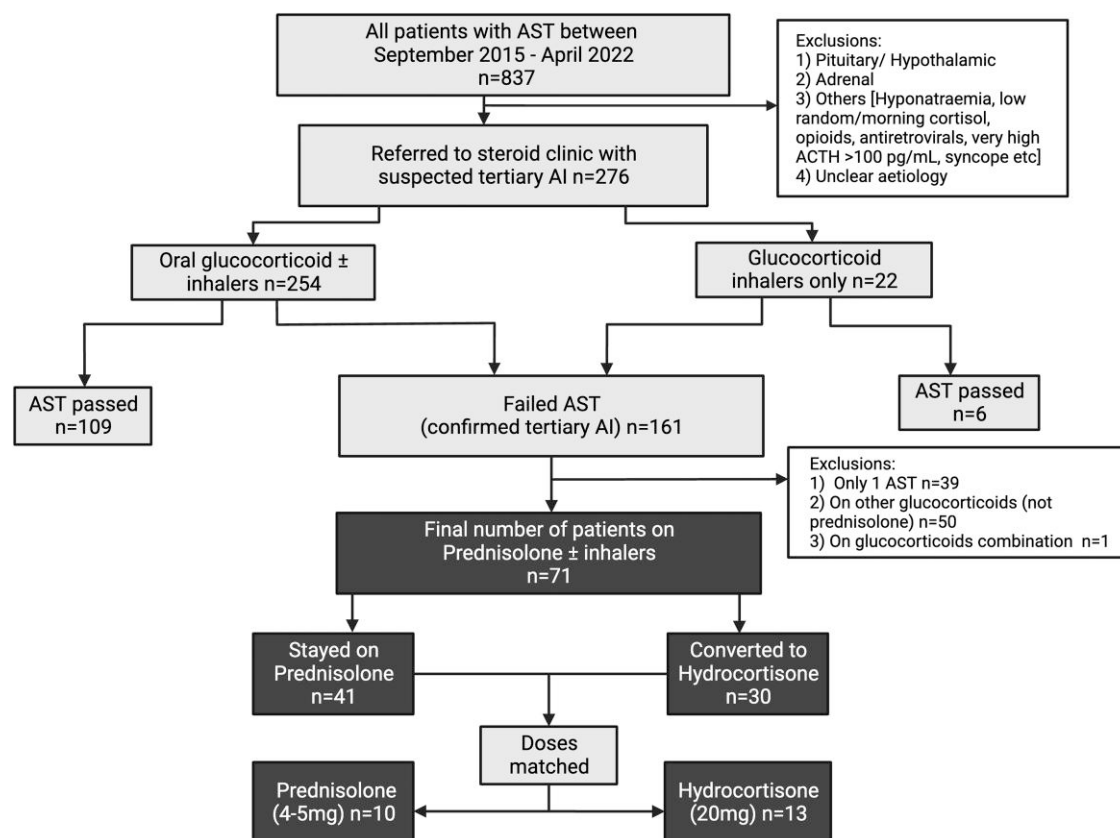 All patients with AST between
September 2015 - April 2022
n=837
Exclusions:
1) Pituitary/ Hypothalamic
2) Adrenal
3) Others [Hyponatraemia, low
random/morning cortisol,
opioids, antiretrovirals, very high
ACTH >100 pg/mL, syncope etc]
4) Unclear aetiology
Referred to steroid clinic with
suspected tertiary AI n=276
Oral glucocorticoid ±
inhalers n=254
Glucocorticoid
inhalers only n=22
AST passed
n=109
Failed AST
(confirmed tertiary AI) n=161
AST passed
n=6
Exclusions:
1) Only 1 AST n=39
2) On other glucocorticoids (not
prednisolone) n=50
3) On glucocorticoids combination n=1
Final number of patients on
Prednisolone ± inhalers
n=71
Stayed on
Prednisolone
n=41
Converted to
Hydrocortisone
n=30
Doses
matched
Prednisolone
(4-5mg) n=10
Hydrocortisone
(20mg) n=13